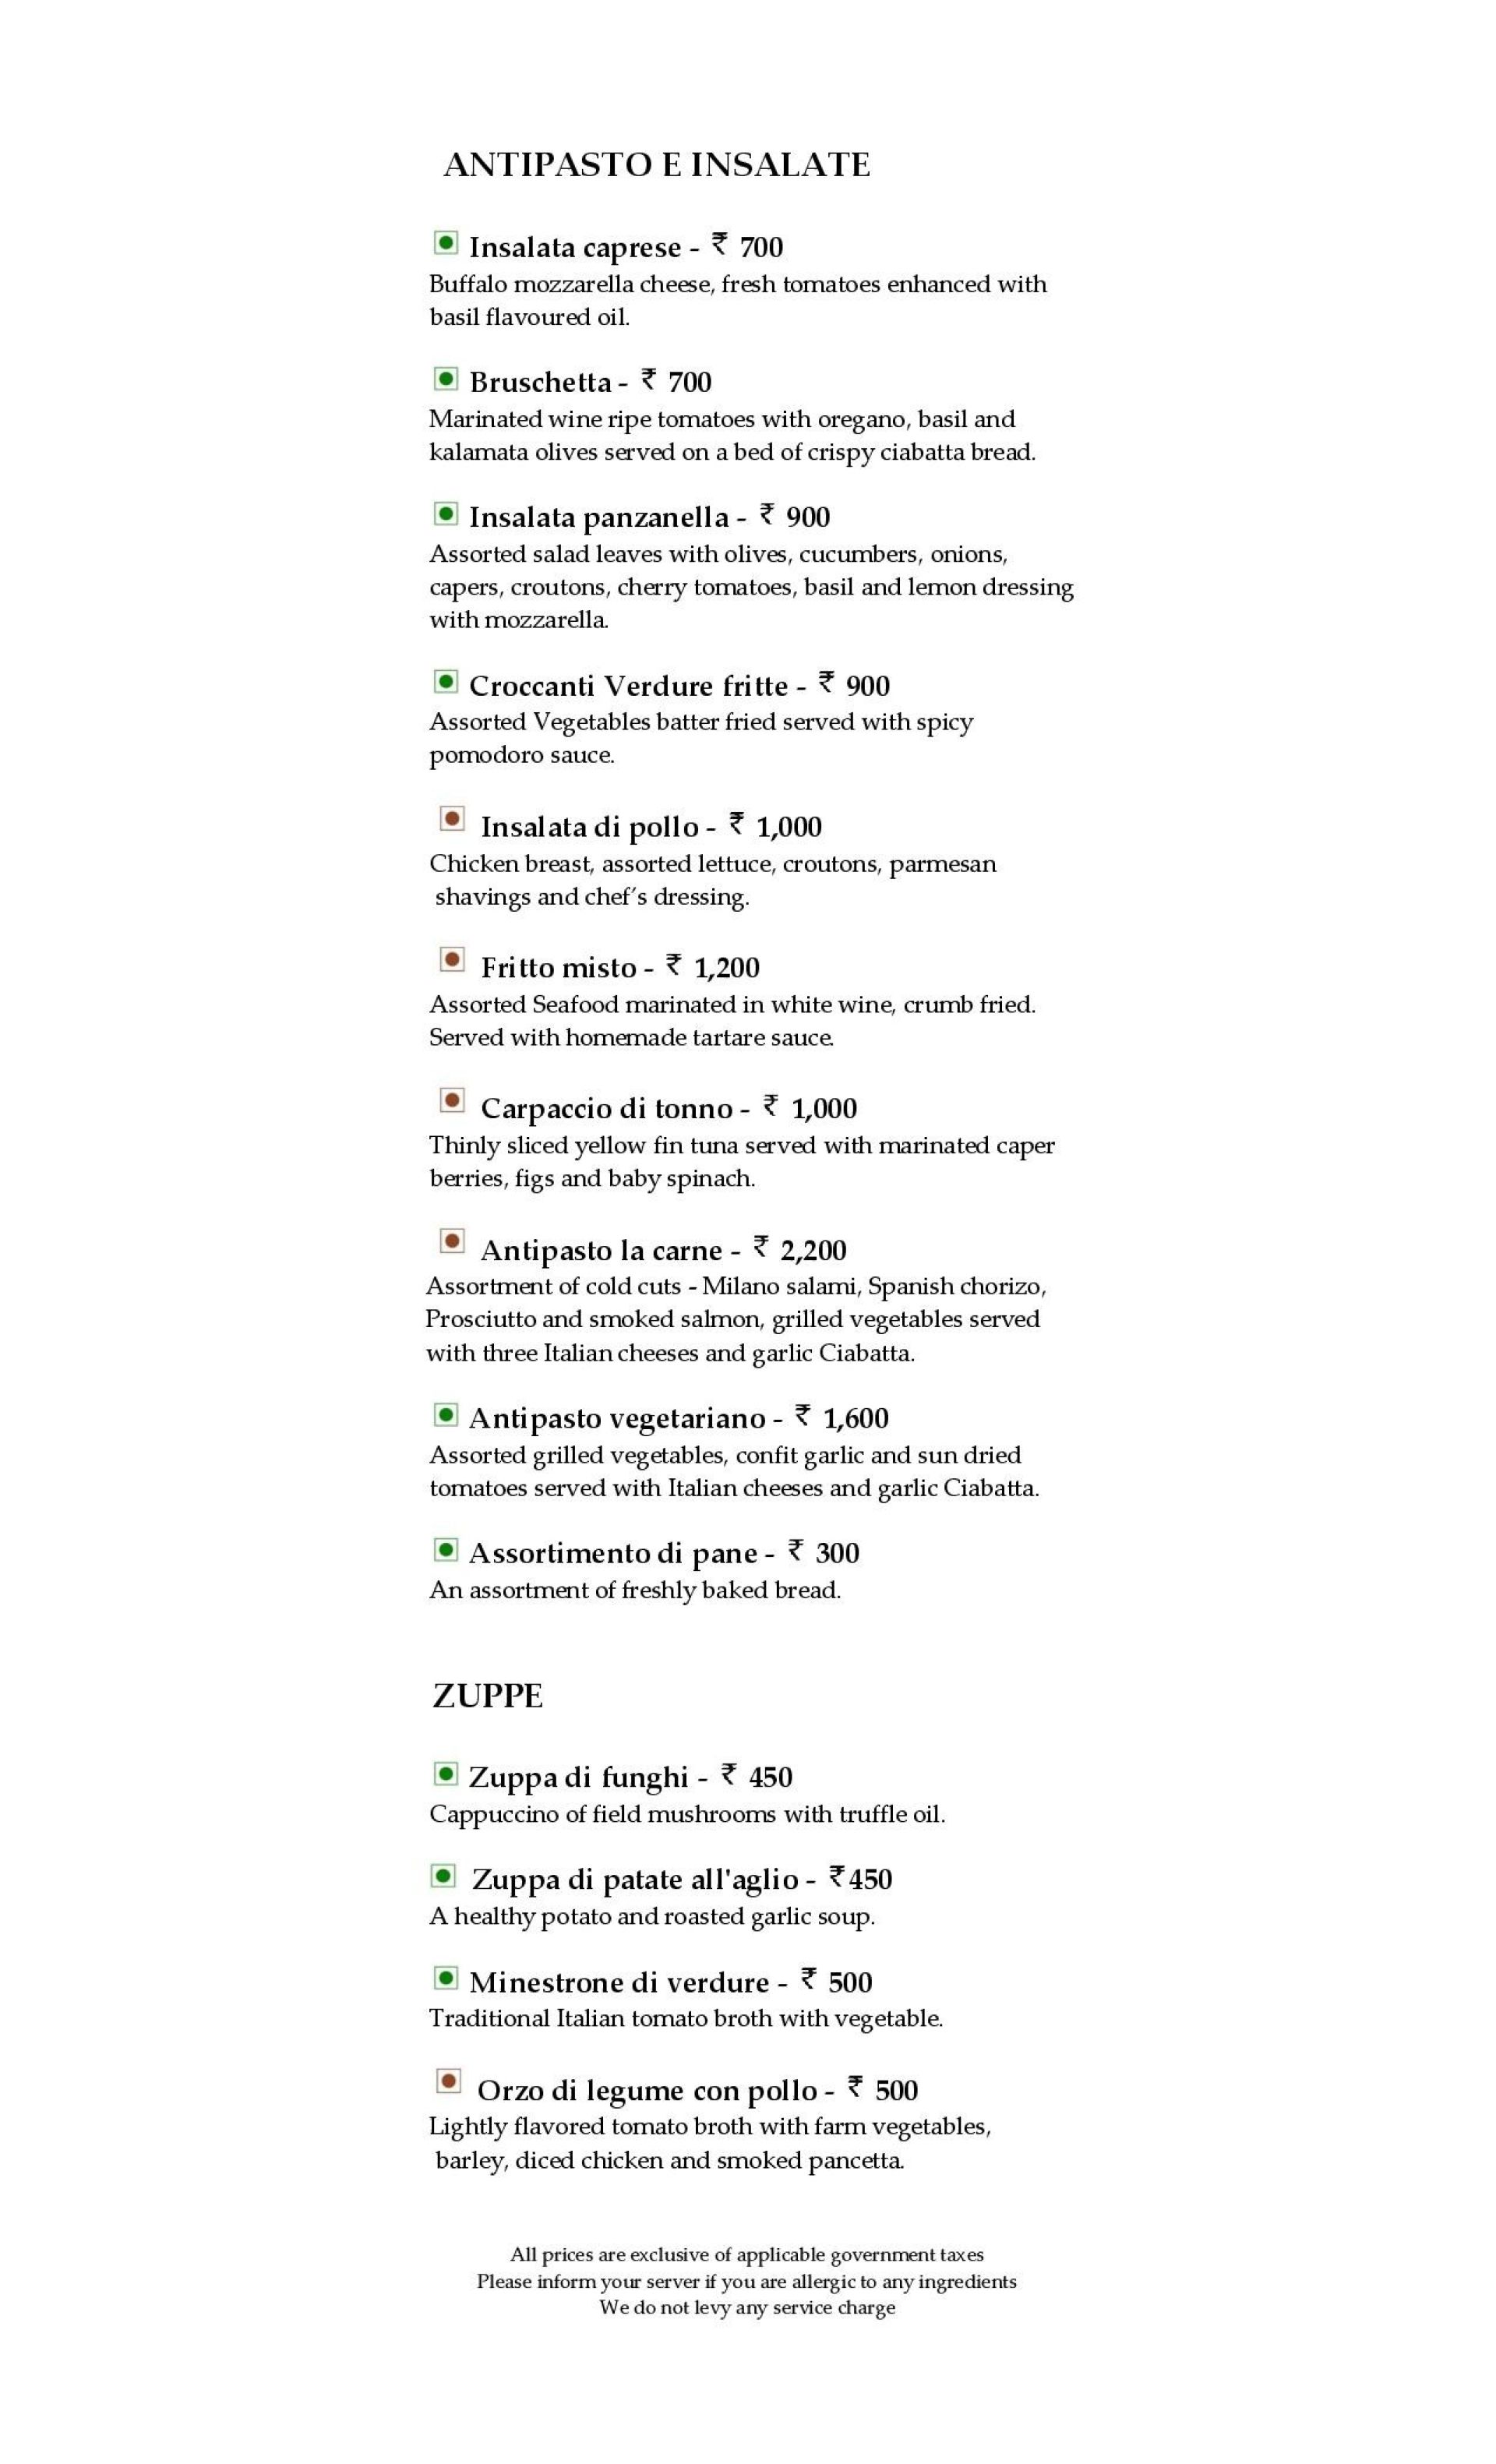 ANTIPASTO E INSALATE
Insalata caprese - ₹ 700
Buffalo mozzarella cheese, fresh tomatoes enhanced with
basil flavoured oil.
Bruschetta - ₹ 700
Marinated wine ripe tomatoes with oregano, basil and
kalamata olives served on a bed of crispy ciabatta bread.
Insalata panzanella - ₹ 900
Assorted salad leaves with olives, cucumbers, onions,
capers, croutons, cherry tomatoes, basil and lemon dressing
with mozzarella.
Croccanti Verdure fritte - ₹ 900
Assorted Vegetables batter fried served with spicy
pomodoro sauce.
Insalata di pollo - ₹ 1,000
Chicken breast, assorted lettuce, croutons, parmesan
shavings and chef's dressing.
Fritto misto - ₹ 1,200
Assorted Seafood marinated in white wine, crumb fried.
Served with homemade tartare sauce.
Carpaccio di tonno - ₹ 1,000
Thinly sliced yellow fin tuna served with marinated caper
berries, figs and baby spinach.
Antipasto la carne - ₹ 2,200
Assortment of cold cuts - Milano salami, Spanish chorizo,
Prosciutto and smoked salmon, grilled vegetables served
with three Italian cheeses and garlic Ciabatta.
Antipasto vegetariano - ₹ 1,600
Assorted grilled vegetables, confit garlic and sun dried
tomatoes served with Italian cheeses and garlic Ciabatta.
Assortimento di pane - ₹ 300
An assortment of freshly baked bread.
ZUPPE
Zuppa di funghi - ₹ 450
Cappuccino of field mushrooms with truffle oil.
Zuppa di patate all'aglio - ₹450
A healthy potato and roasted garlic soup.
Minestrone di verdure - ₹ 500
Traditional Italian tomato broth with vegetable.
Orzo di legume con pollo - ₹ 500
Lightly flavored tomato broth with farm vegetables,
barley, diced chicken and smoked pancetta.
All prices are exclusive of applicable government taxes
Please inform your server if you are allergic to any ingredients
We do not levy any service charge